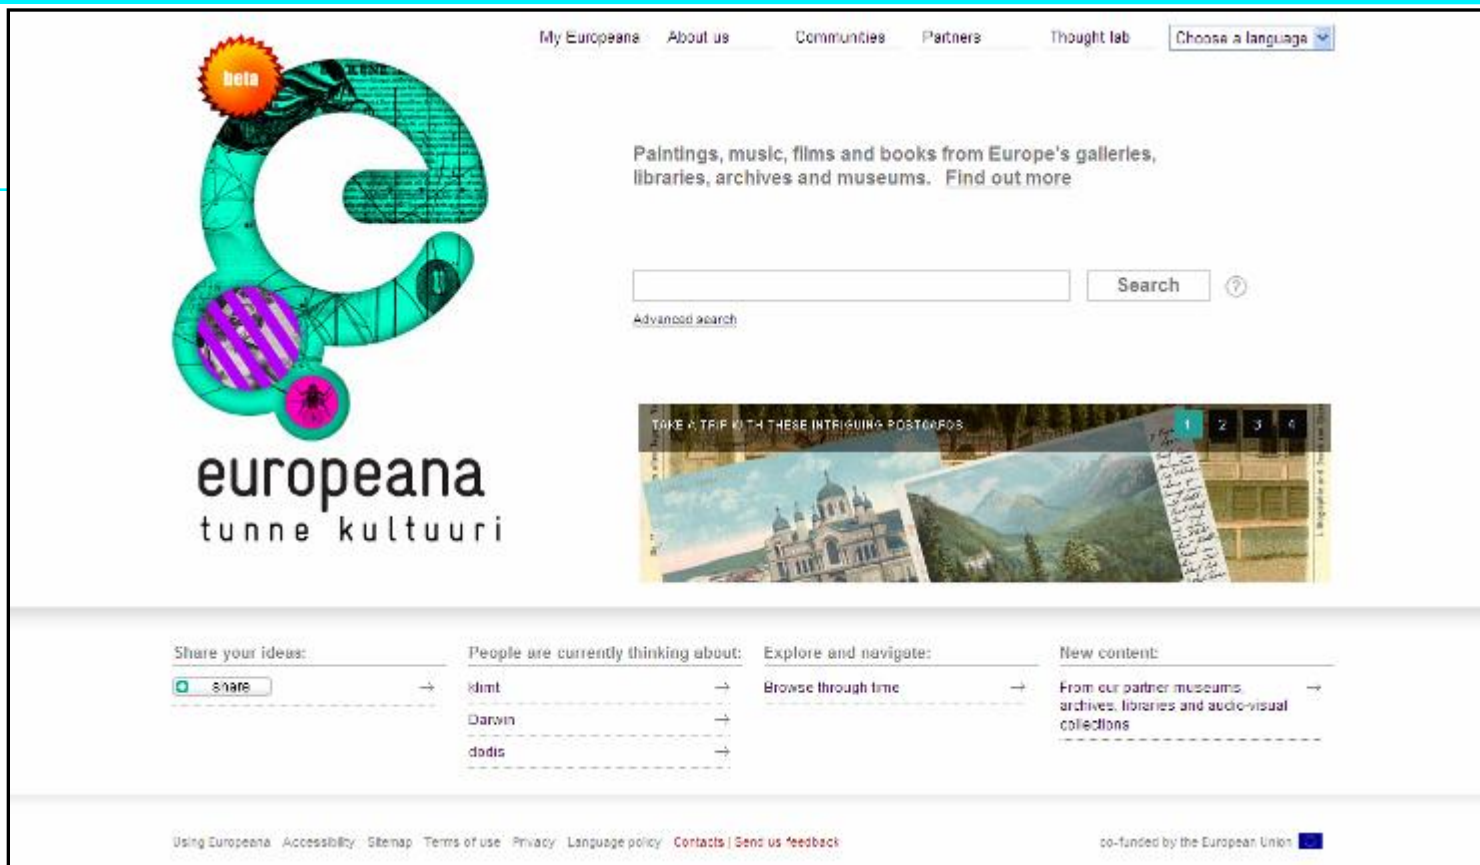 My Europeana About us Communities Partners Thought lab Choose a language
beta
Paintings, music, films and books from Europe's galleries,
libraries, archives and museums. Find out more
Search ?
Advanced search
TAKE A TRIP WITH THESE INTRIGUING POSTCARDS 1 2 3 4
europeana
tunne kultuuri
Share your ideas:
share →
People are currently thinking about:
klimt →
Darwin →
dodis →
Explore and navigate:
Browse through time →
New content:
From our partner museums, →
archives, libraries and audio-visual
collections
Using Europeana Accessibility Sitemap Terms of use Privacy Language policy Contacts | Send us feedback co-funded by the European Union